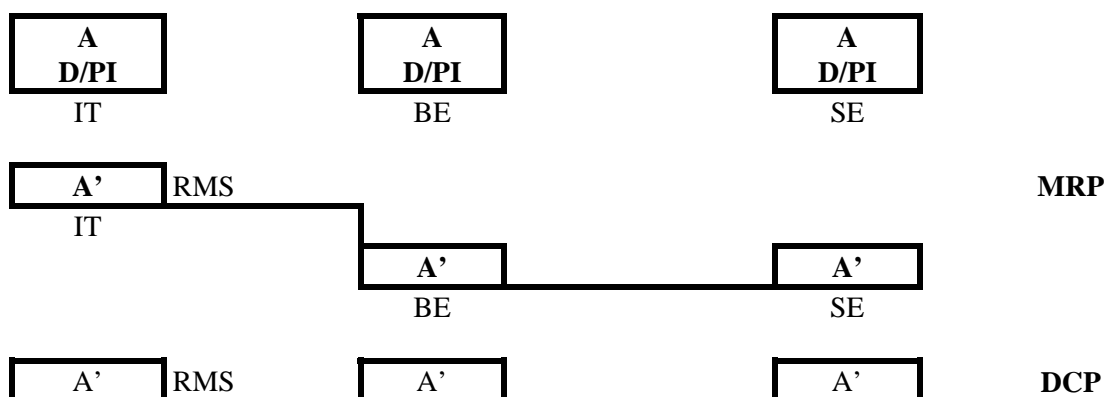 A A A
D/PI D/PI D/PI
IT BE SE
A’ RMS MRP
IT
A’ A’
BE SE
A’ RMS A’ A’ DCP